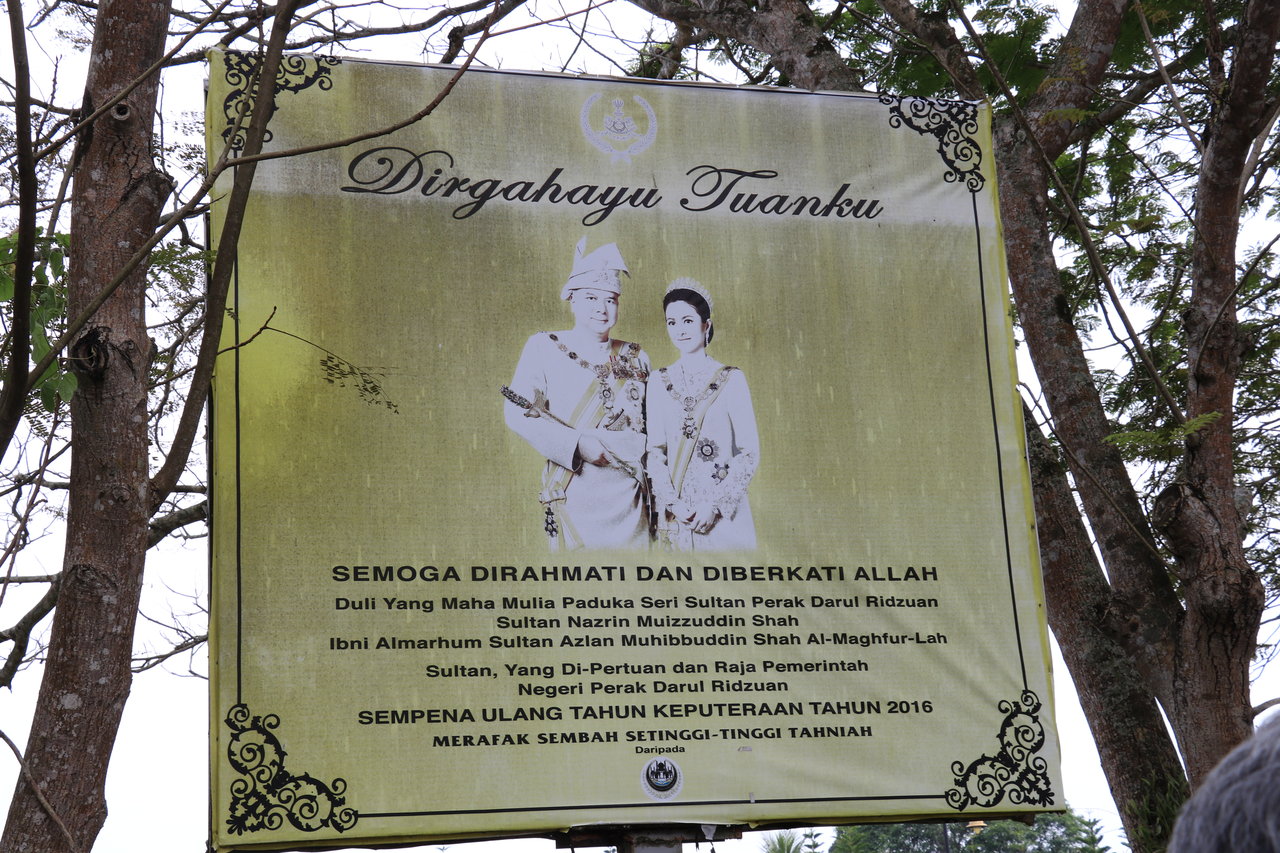 Dirgahayu Tuanku
SEMOGA DIRAHMATI DAN DIBERKATI ALLAH
Duli Yang Maha Mulia Paduka Seri Sultan Perak Darul Ridzuan
Sultan Nazrin Muizzuddin Shah
Ibni Almarhum Sultan Azlan Muhibbuddin Shah Al-Maghfur-Lah
Sultan, Yang Di-Pertuan dan Raja Pemerintah
Negeri Perak Darul Ridzuan
SEMPENA ULANG TAHUN KEPUTERAAN TAHUN 2016
MERAFAK SEMBAH SETINGGI-TINGGI TAHNIAH
Daripada